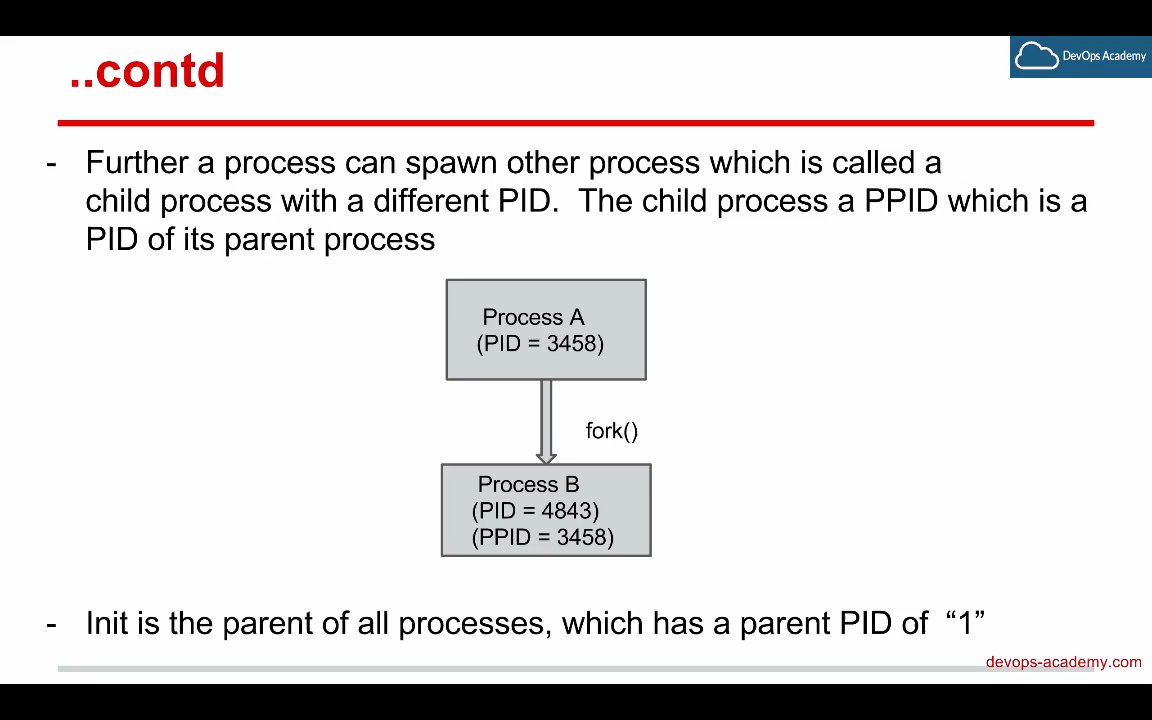 ..contd
DevOps Academy
- Further a process can spawn other process which is called a
child process with a different PID. The child process a PPID which is a
PID of its parent process
Process A
(PID = 3458)
fork()
Process B
(PID = 4843)
(PPID = 3458)
- Init is the parent of all processes, which has a parent PID of “1”
devops-academy.com